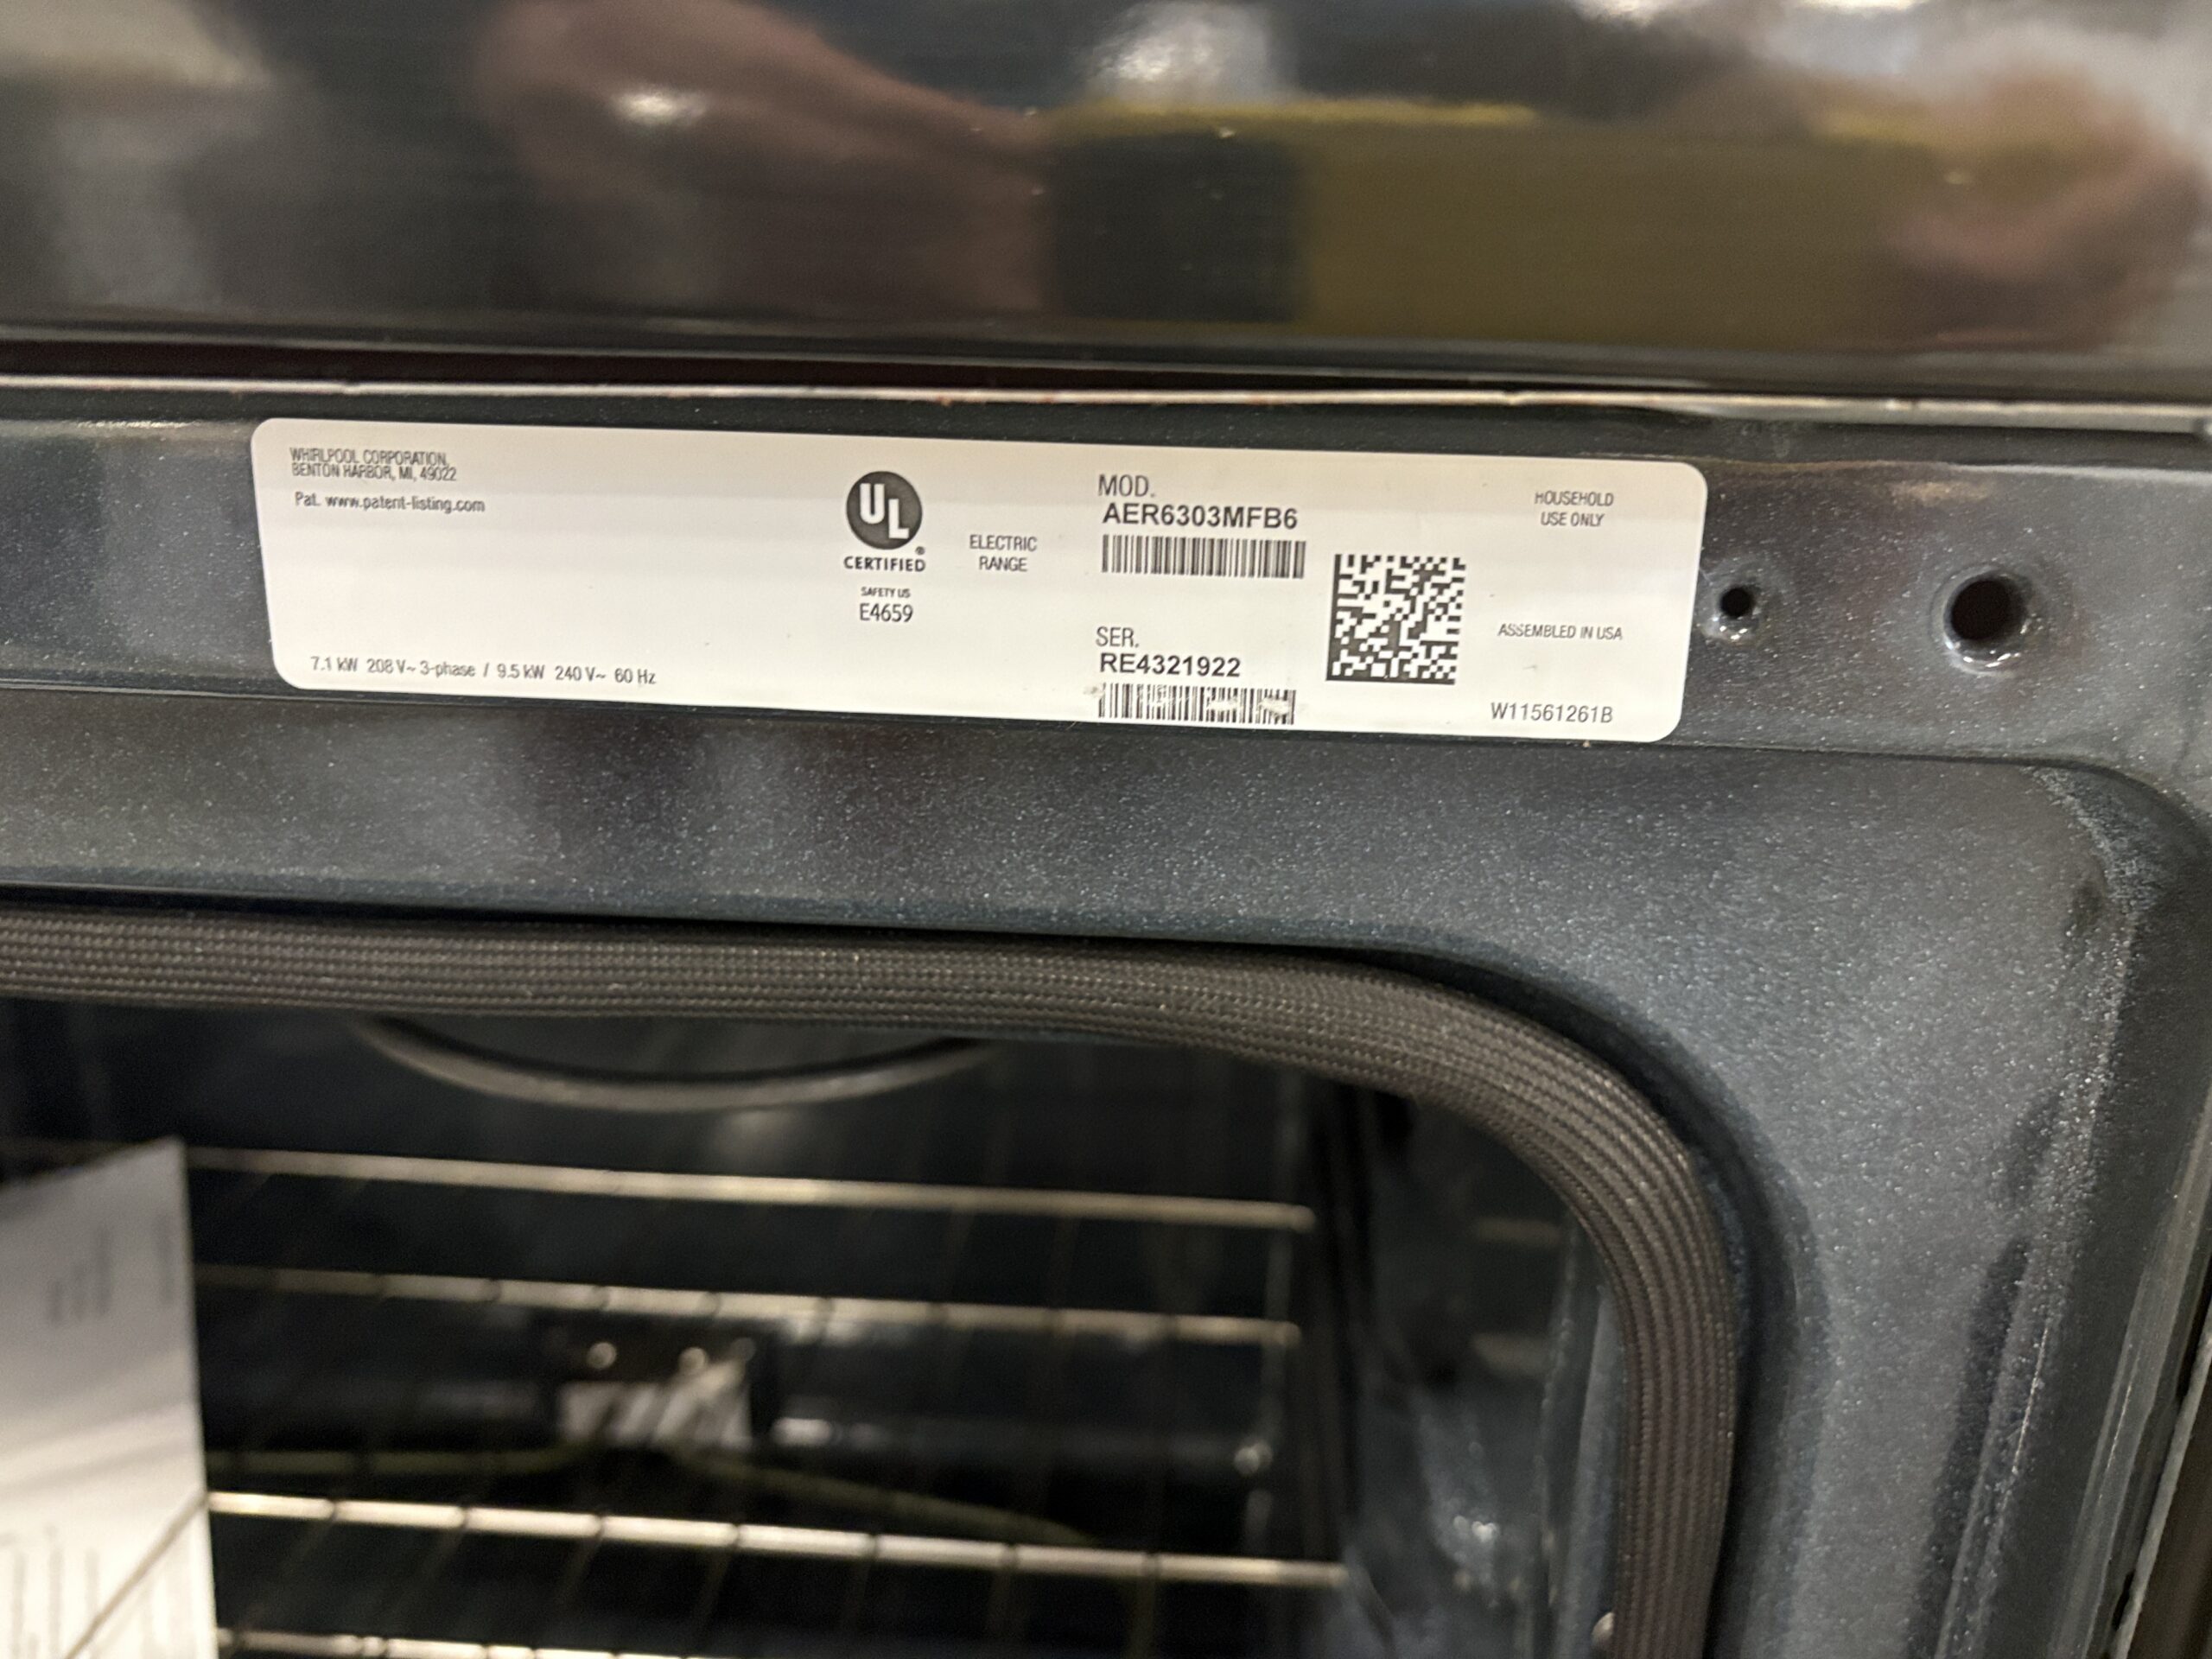 WHIRLPOOL CORPORATION,
BENTON HARBOR, MI, 49022
Pat. www.patent-listing.com
7.1 kW 208 V~ 3-phase / 9.5 kW 240 V~ 60 Hz
UL
®
CERTIFIED
SAFETY US
E4659
ELECTRIC
RANGE
MOD.
AER6303MFB6
SER.
RE4321922
HOUSEHOLD
USE ONLY
ASSEMBLED IN USA
W11561261B